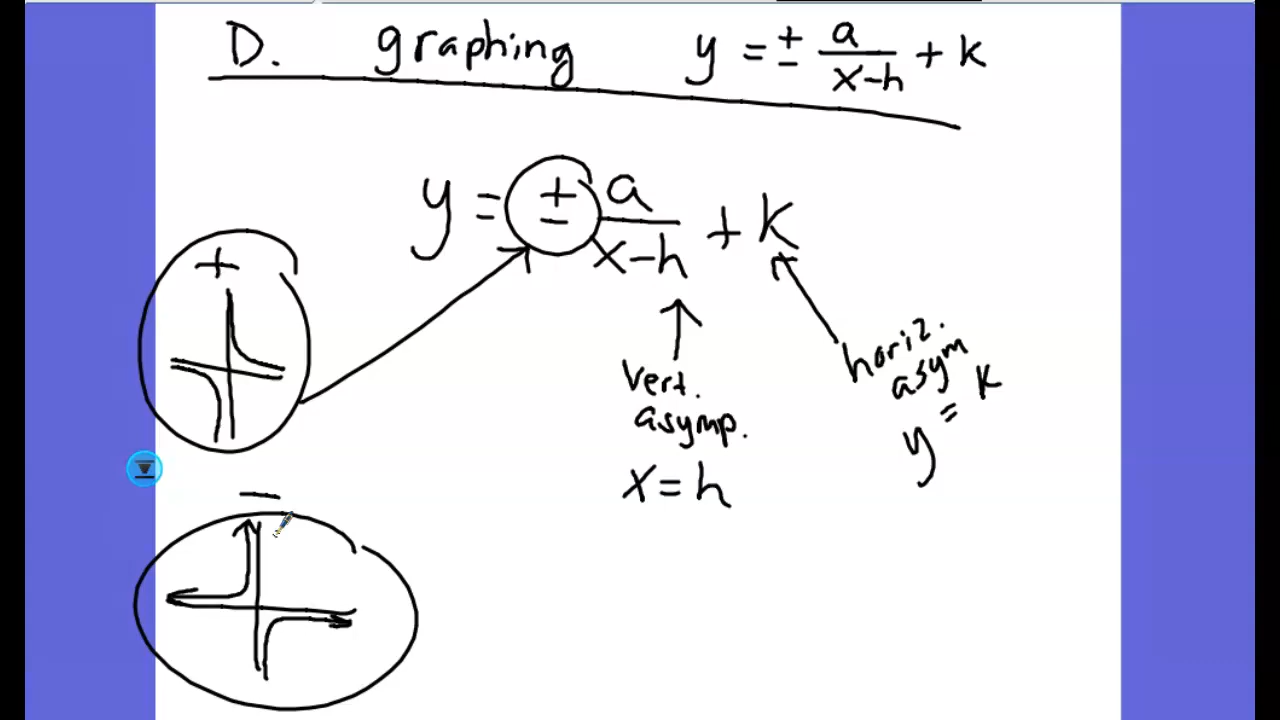 D. graphing y = ± a/(x-h) + k
y = ± a/(x-h) + k
+
Vert.
asymp.
x = h
horiz.
asym
y = k
−